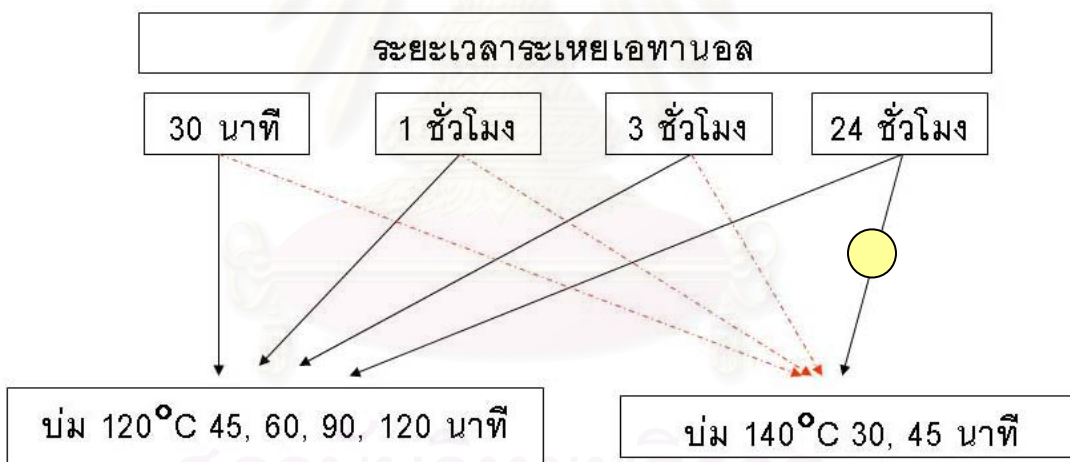 ระยะเวลาระเหยเอทานอล
30 นาที
1 ชั่วโมง
3 ชั่วโมง
24 ชั่วโมง
บ่ม 120°C 45, 60, 90, 120 นาที
บ่ม 140°C 30, 45 นาที